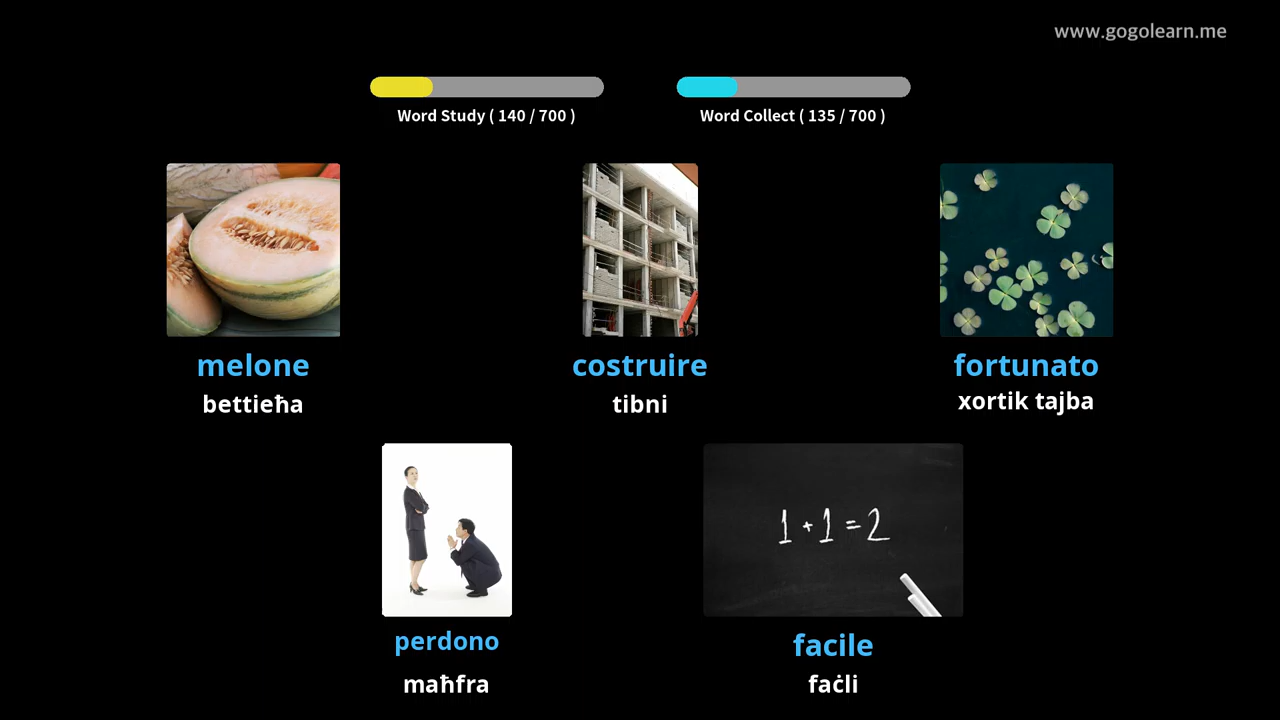 www.gogolearn.me
Word Study ( 140 / 700 )
Word Collect ( 135 / 700 )
melone
bettieħa
costruire
tibni
fortunato
xortik tajba
perdono
maħfra
1 + 1 = 2
facile
faċli